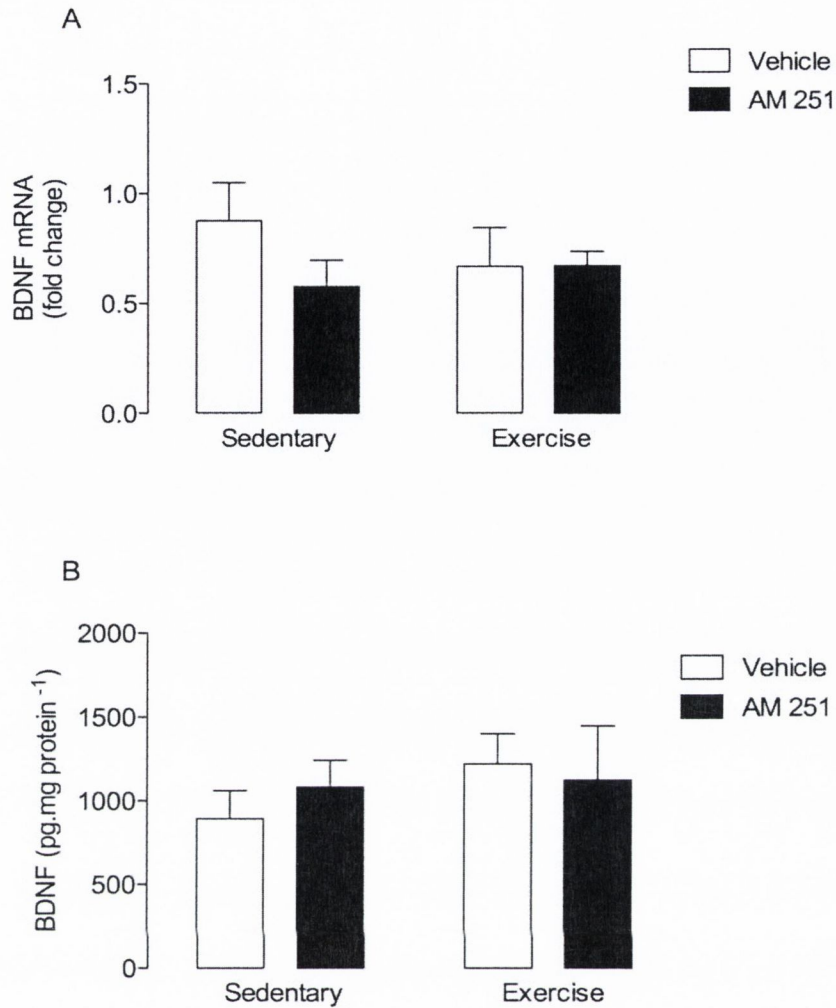 A
Vehicle
AM 251
1.5
1.0
0.5
0.0
BDNF mRNA
(fold change)
Sedentary Exercise
B
Vehicle
AM 251
2000
1500
1000
500
0
BDNF (pg.mg protein -1)
Sedentary Exercise